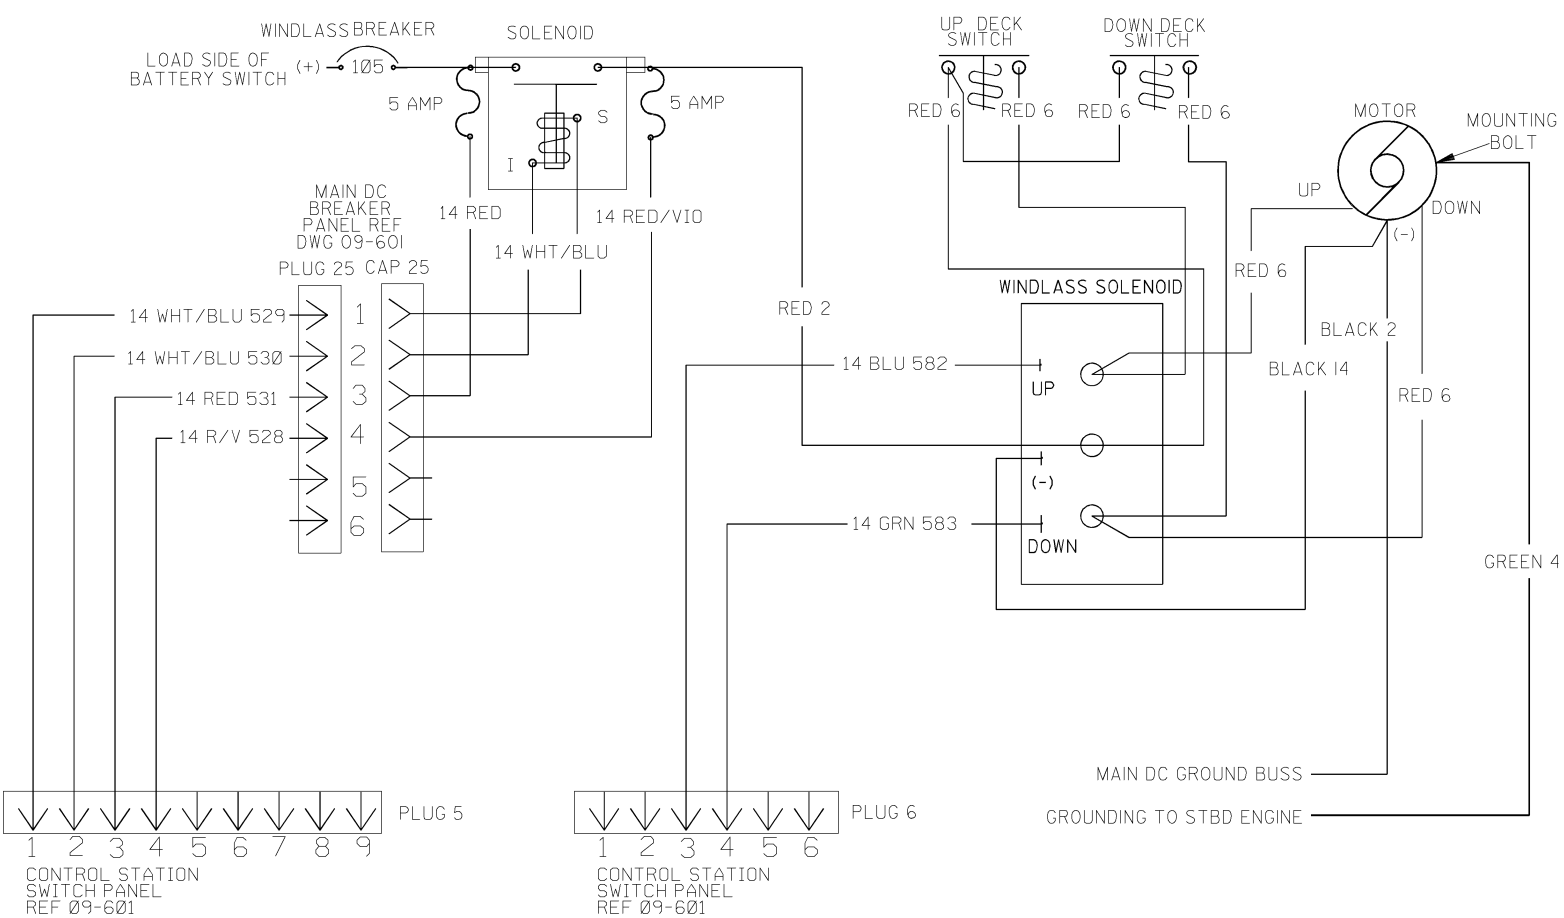 WINDLASS BREAKER
LOAD SIDE OF
BATTERY SWITCH
(+)
105
5 AMP
SOLENOID
S
I
5 AMP
UP DECK
SWITCH
DOWN DECK
SWITCH
RED 6
RED 6
RED 6
RED 6
MOTOR
MOUNTING
BOLT
UP
DOWN
(-)
MAIN DC
BREAKER
PANEL REF
DWG 09-601
PLUG 25
CAP 25
14 RED
14 RED/VIO
14 WHT/BLU
14 WHT/BLU 529
1
14 WHT/BLU 530
2
14 RED 531
3
14 R/V 528
4
5
6
RED 2
RED 6
WINDLASS SOLENOID
BLACK 2
BLACK 14
RED 6
14 BLU 582
UP
(-)
14 GRN 583
DOWN
GREEN 4
MAIN DC GROUND BUSS
GROUNDING TO STBD ENGINE
PLUG 5
1 2 3 4 5 6 7 8 9
CONTROL STATION
SWITCH PANEL
REF 09-601
PLUG 6
1 2 3 4 5 6
CONTROL STATION
SWITCH PANEL
REF 09-601